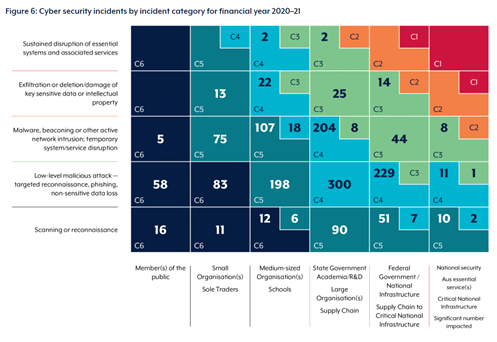 Figure 6: Cyber security incidents by incident category for financial year 2020–21
Sustained disruption of essential
systems and associated services
C6
C5
C4
2
C4
C3
2
C3
C2
C2
C1
C1
Exfiltration or deletion/damage of
key sensitive data or intellectual
property
C6
13
C5
22
C4
C3
25
C3
14
C3
C2
C2
C1
Malware, beaconing or other active
network intrusion; temporary
system/service disruption
5
C6
75
C5
107
C5
18
C4
204
C4
8
C3
44
C3
8
C3
C2
Low-level malicious attack—
targeted reconnaissance, phishing,
non-sensitive data loss
58
C6
83
C6
198
C5
300
C4
229
C4
C3
11
C4
1
C3
Scanning or reconnaissance
16
C6
11
C6
12
C6
6
C5
90
C5
51
C5
7
C4
10
C5
2
C4
Member(s) of the
public
Small
Organisation(s)
Sole Traders
Medium-sized
Organisation(s)
Schools
State Government
Academia/R&D
Large
Organisation(s)
Supply Chain
Federal
Government /
National
Infrastructure
Supply Chain to
Critical National
Infrastructure
National security
Aus essential
service(s)
Critical National
Infrastructure
Significant number
impacted